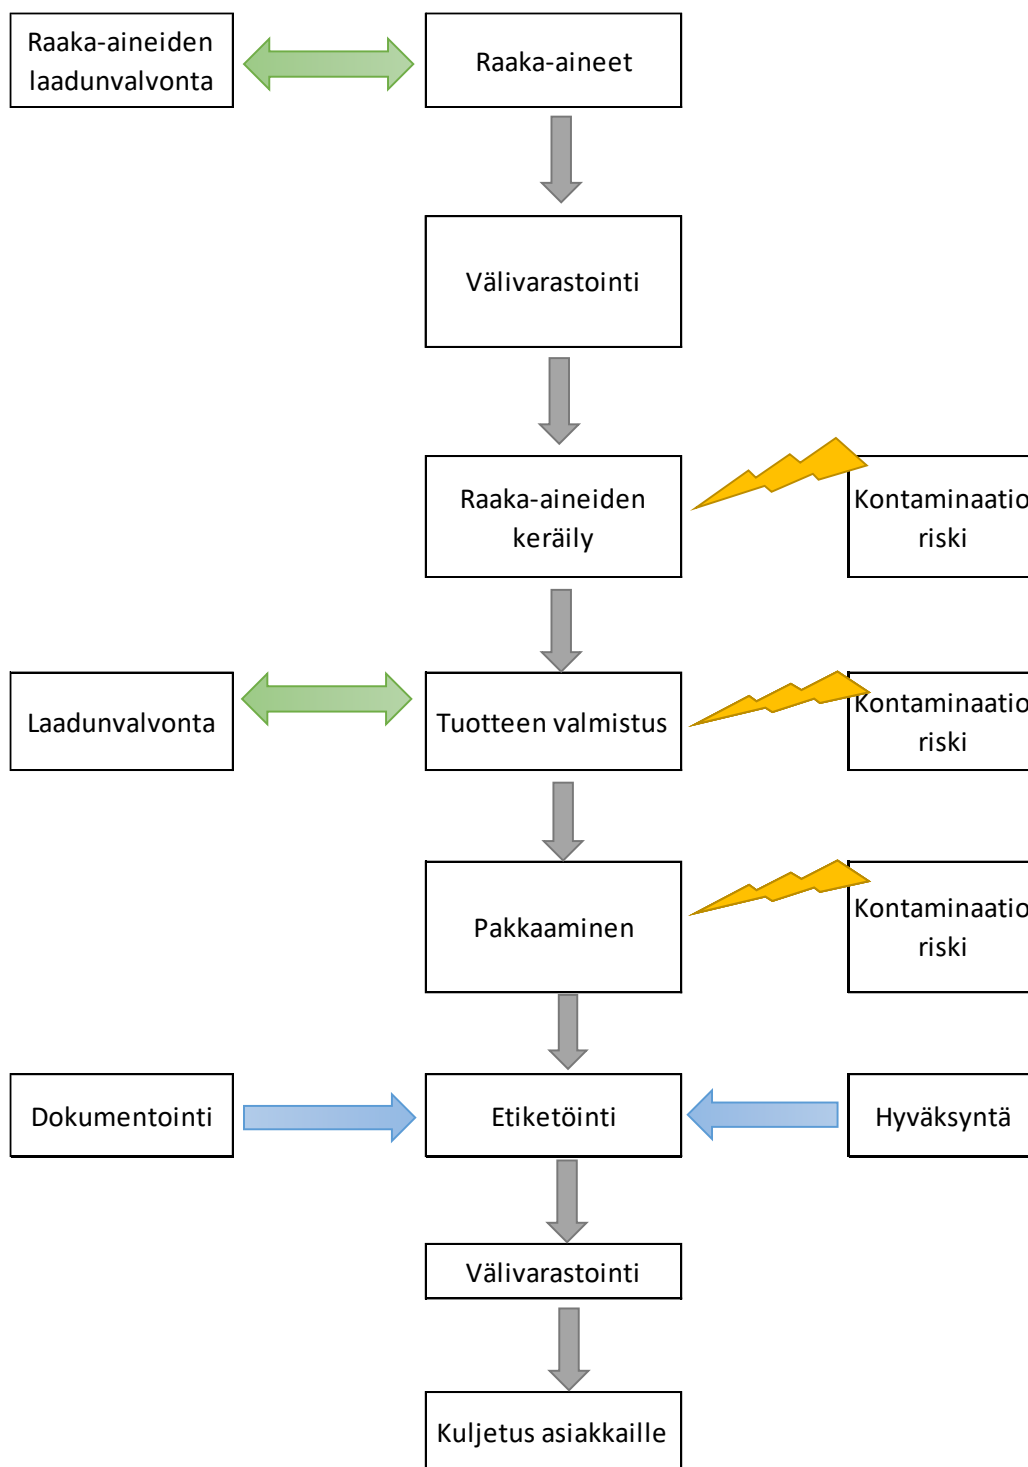 Raaka-aineiden
laadunvalvonta
Raaka-aineet
Välivarastointi
Raaka-aineiden
keräily
Kontaminaatio
riski
Laadunvalvonta
Tuotteen valmistus
Kontaminaatio
riski
Pakkaaminen
Kontaminaatio
riski
Dokumentointi
Etiketöinti
Hyväksyntä
Välivarastointi
Kuljetus asiakkaille